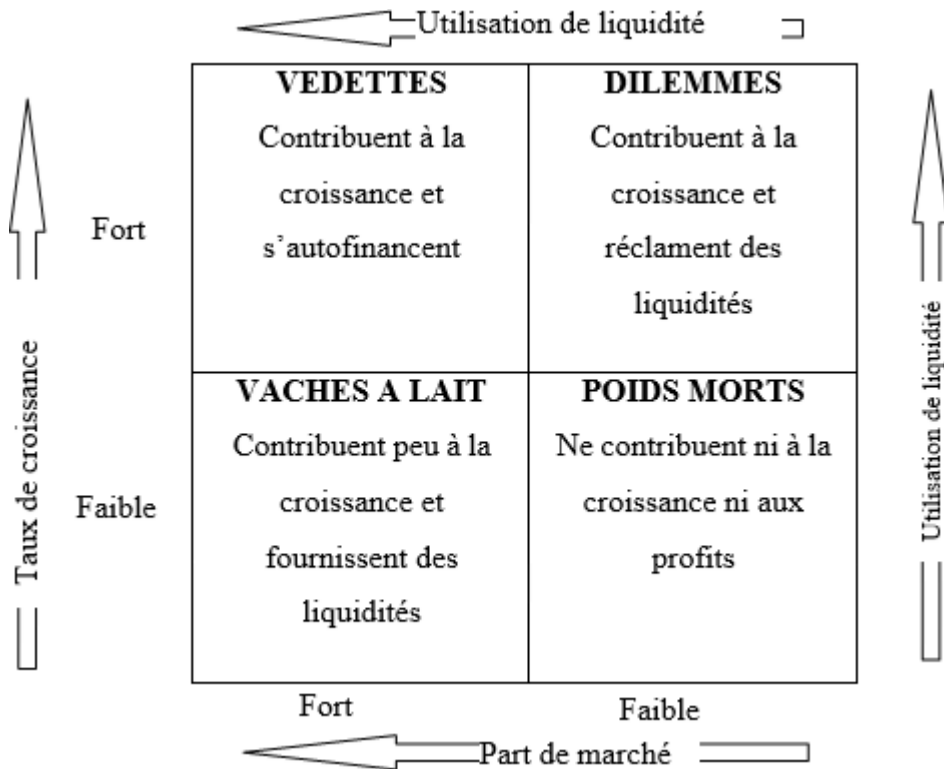 Utilisation de liquidité
VEDETTES
Contribuent à la
croissance et
s’autofinancent
DILEMMES
Contribuent à la
croissance et
réclament des
liquidités
Fort
Taux de croissance
Utilisation de liquidité
VACHES A LAIT
Contribuent peu à la
croissance et
fournissent des
liquidités
POIDS MORTS
Ne contribuent ni à la
croissance ni aux
profits
Faible
Fort
Faible
Part de marché